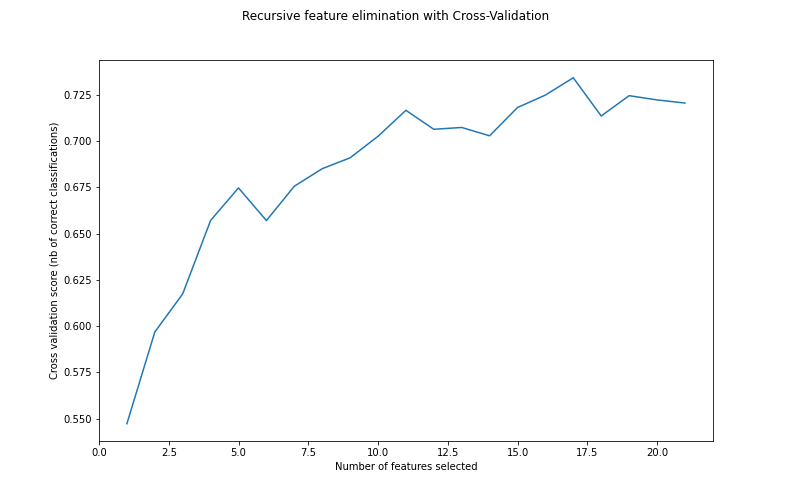 Recursive feature elimination with Cross-Validation
Cross validation score (nb of correct classifications)
0.725
0.700
0.675
0.650
0.625
0.600
0.575
0.550
0.0 2.5 5.0 7.5 10.0 12.5 15.0 17.5 20.0
Number of features selected